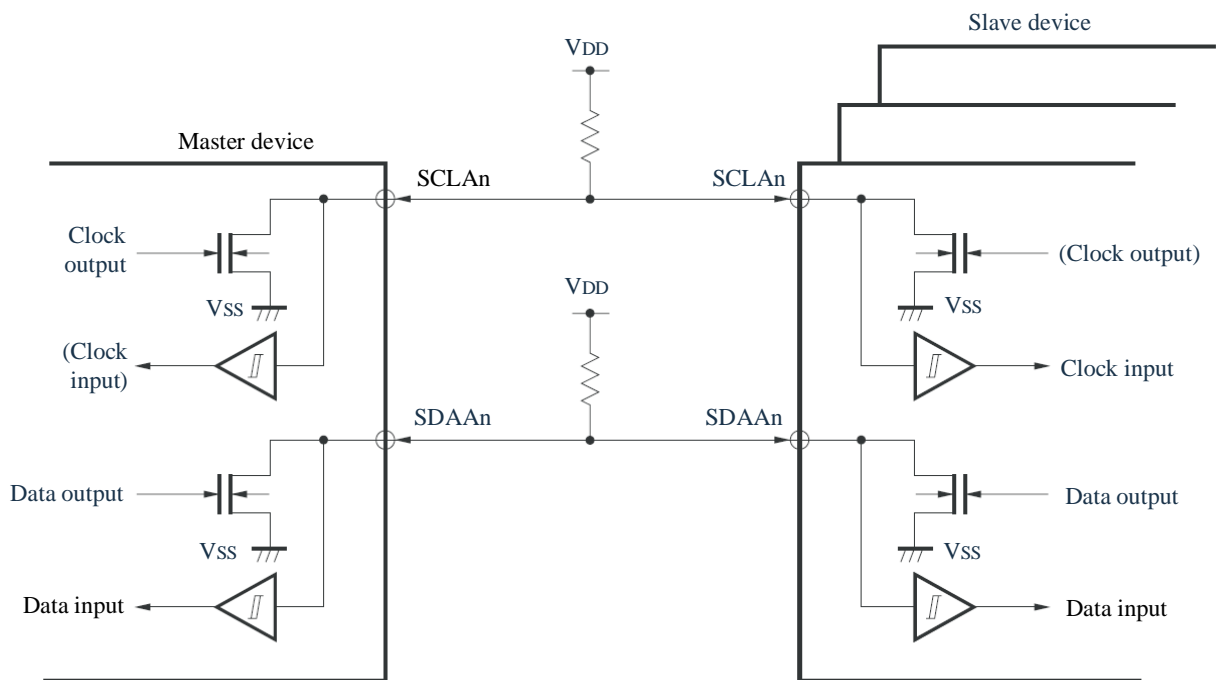 Slave device
VDD
Master device
SCLAn
SCLAn
Clock
output
(Clock output)
VSS
VSS
VDD
(Clock
input)
Clock input
SDAAn
SDAAn
Data output
Data output
VSS
VSS
Data input
Data input